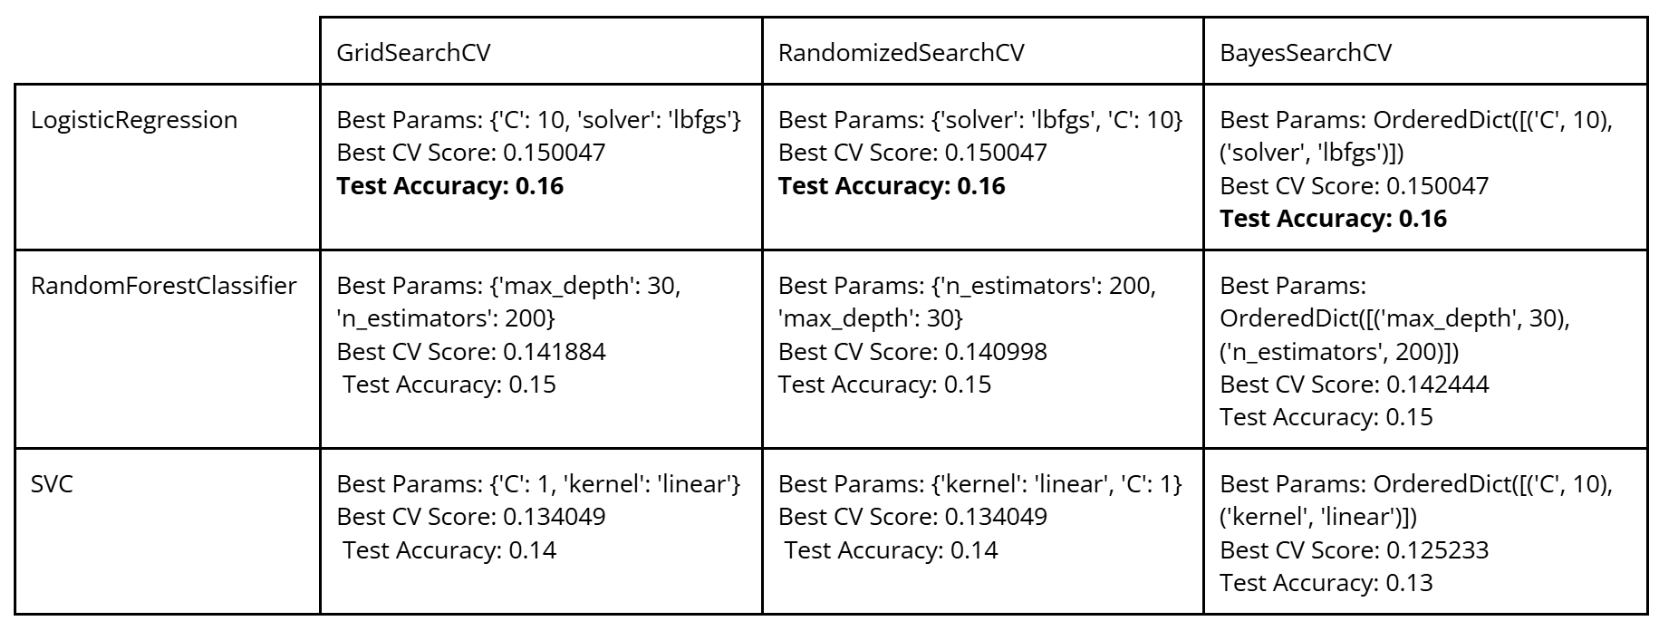 GridSearchCV
RandomizedSearchCV
BayesSearchCV
LogisticRegression
Best Params: {'C': 10, 'solver': 'lbfgs'}
Best CV Score: 0.150047
Test Accuracy: 0.16
Best Params: {'solver': 'lbfgs', 'C': 10}
Best CV Score: 0.150047
Test Accuracy: 0.16
Best Params: OrderedDict([('C', 10),
('solver', 'lbfgs')])
Best CV Score: 0.150047
Test Accuracy: 0.16
RandomForestClassifier
Best Params: {'max_depth': 30,
'n_estimators': 200}
Best CV Score: 0.141884
Test Accuracy: 0.15
Best Params: {'n_estimators': 200,
'max_depth': 30}
Best CV Score: 0.140998
Test Accuracy: 0.15
Best Params:
OrderedDict([('max_depth', 30),
('n_estimators', 200)])
Best CV Score: 0.142444
Test Accuracy: 0.15
SVC
Best Params: {'C': 1, 'kernel': 'linear'}
Best CV Score: 0.134049
Test Accuracy: 0.14
Best Params: {'kernel': 'linear', 'C': 1}
Best CV Score: 0.134049
Test Accuracy: 0.14
Best Params: OrderedDict([('C', 10),
('kernel', 'linear')])
Best CV Score: 0.125233
Test Accuracy: 0.13